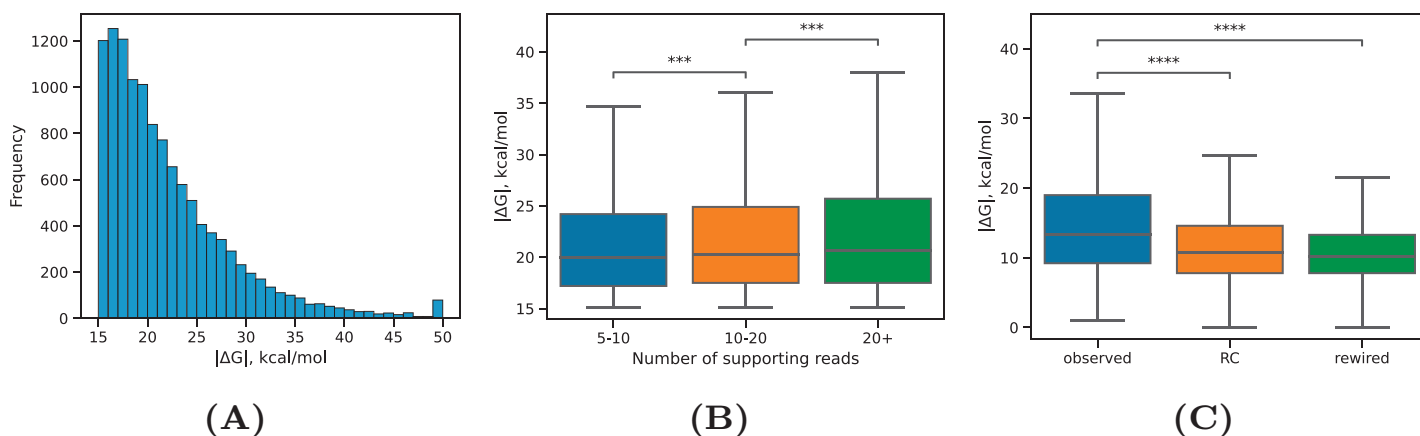 Frequency
1200
1000
800
600
400
200
0
15 20 25 30 35 40 45 50
|ΔG|, kcal/mol
(A)
|ΔG|, kcal/mol
40
35
30
25
20
15
***
***
5-10 10-20 20+
Number of supporting reads
(B)
|ΔG|, kcal/mol
40
30
20
10
0
****
****
observed RC rewired
(C)